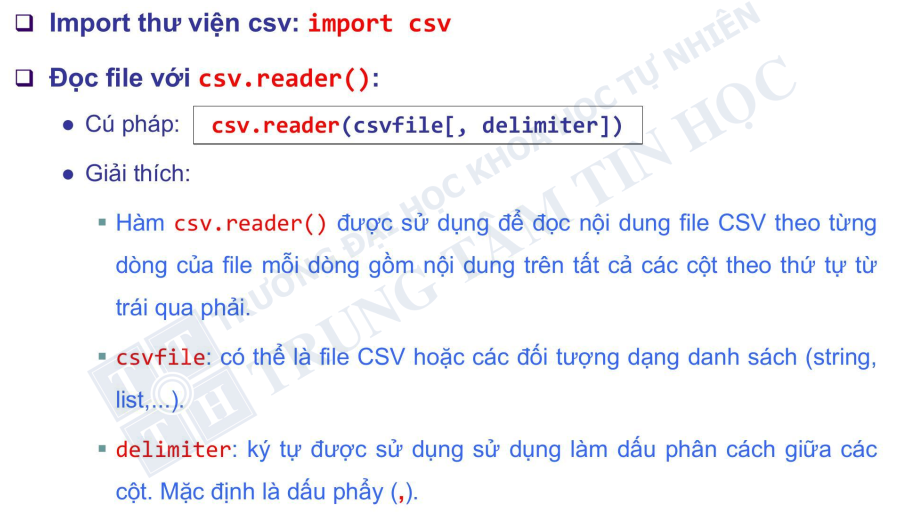 Import thư viện csv: import csv
Đọc file với csv.reader():
Cú pháp: csv.reader(csvfile[, delimiter])
Giải thích:
Hàm csv.reader() được sử dụng để đọc nội dung file CSV theo từng
dòng của file mỗi dòng gồm nội dung trên tất cả các cột theo thứ tự từ
trái qua phải.
csvfile: có thể là file CSV hoặc các đối tượng dạng danh sách (string,
list,...).
delimiter: ký tự được sử dụng sử dụng làm dấu phân cách giữa các
cột. Mặc định là dấu phẩy (,).
TRƯỜNG ĐẠI HỌC KHOA HỌC TỰ NHIÊN
TRUNG TÂM TIN HỌC